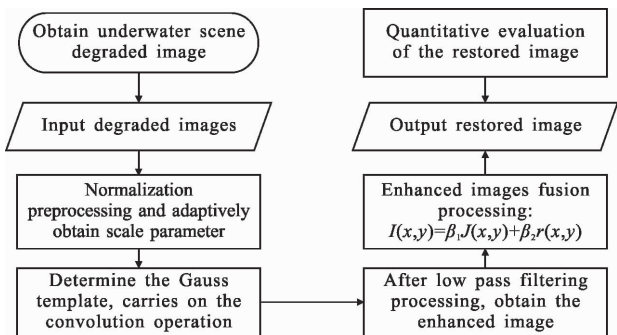 Obtain underwater scene
degraded image
Input degraded images
Normalization
preprocessing and adaptively
obtain scale parameter
Determine the Gauss
template, carries on the
convolution operation
After low pass filtering
processing, obtain the
enhanced image
Enhanced images fusion
processing:
I(x,y)=β₁J(x,y)+β₂r(x,y)
Output restored image
Quantitative evaluation
of the restored image